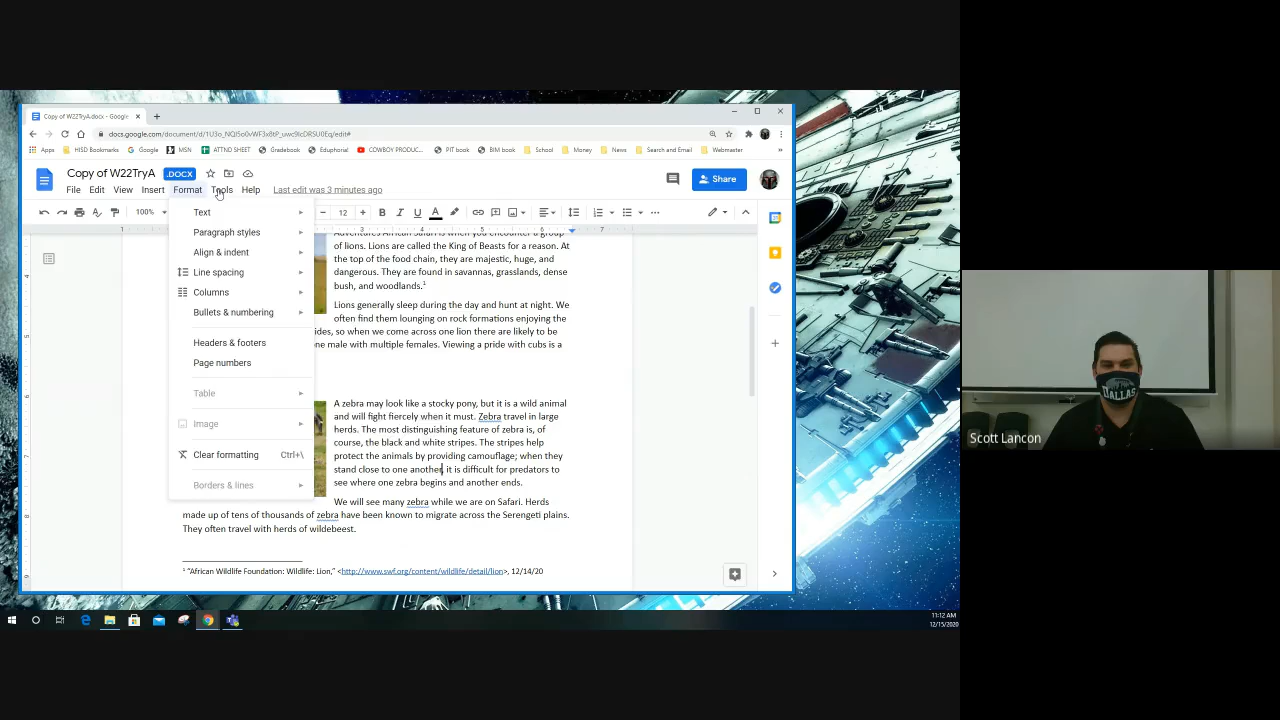 Copy of W22TryA.docx - Google
docs.google.com/document/d/
Apps HISD Bookmarks Google MSN ATTNO SHEET Gradebook Eduphoria! COWBOY PRODUC... PIT book BIM book School Money News Search and Email Webmaster
Copy of W22TryA .DOCX
Share
File Edit View Insert Format Tools Help Last edit was 3 minutes ago
100% 12
Text
Paragraph styles
Align & indent
Line spacing
Columns
Bullets & numbering
Headers & footers
Page numbers
Table
Image
Clear formatting Ctrl+\
Borders & lines
Adventures African Safari is when you encounter a group
of lions. Lions are called the King of Beasts for a reason. At
the top of the food chain, they are majestic, huge, and
dangerous. They are found in savannas, grasslands, dense
bush, and woodlands.1
Lions generally sleep during the day and hunt at night. We
often find them lounging on rock formations enjoying the
ides, so when we come across one lion there are likely to be
ne male with multiple females. Viewing a pride with cubs is a
A zebra may look like a stocky pony, but it is a wild animal
and will fight fiercely when it must. Zebra travel in large
herds. The most distinguishing feature of zebra is, of
course, the black and white stripes. The stripes help
protect the animals by providing camouflage; when they
stand close to one another, it is difficult for predators to
see where one zebra begins and another ends.
We will see many zebra while we are on Safari. Herds
made up of tens of thousands of zebra have been known to migrate across the Serengeti plains.
They often travel with herds of wildebeest.
1 "African Wildlife Foundation: Wildlife: Lion," <http://www.swf.org/content/wildlife/detail/lion>, 12/14/20
11:12 AM
12/15/2020
DALLAS
Scott Lancon